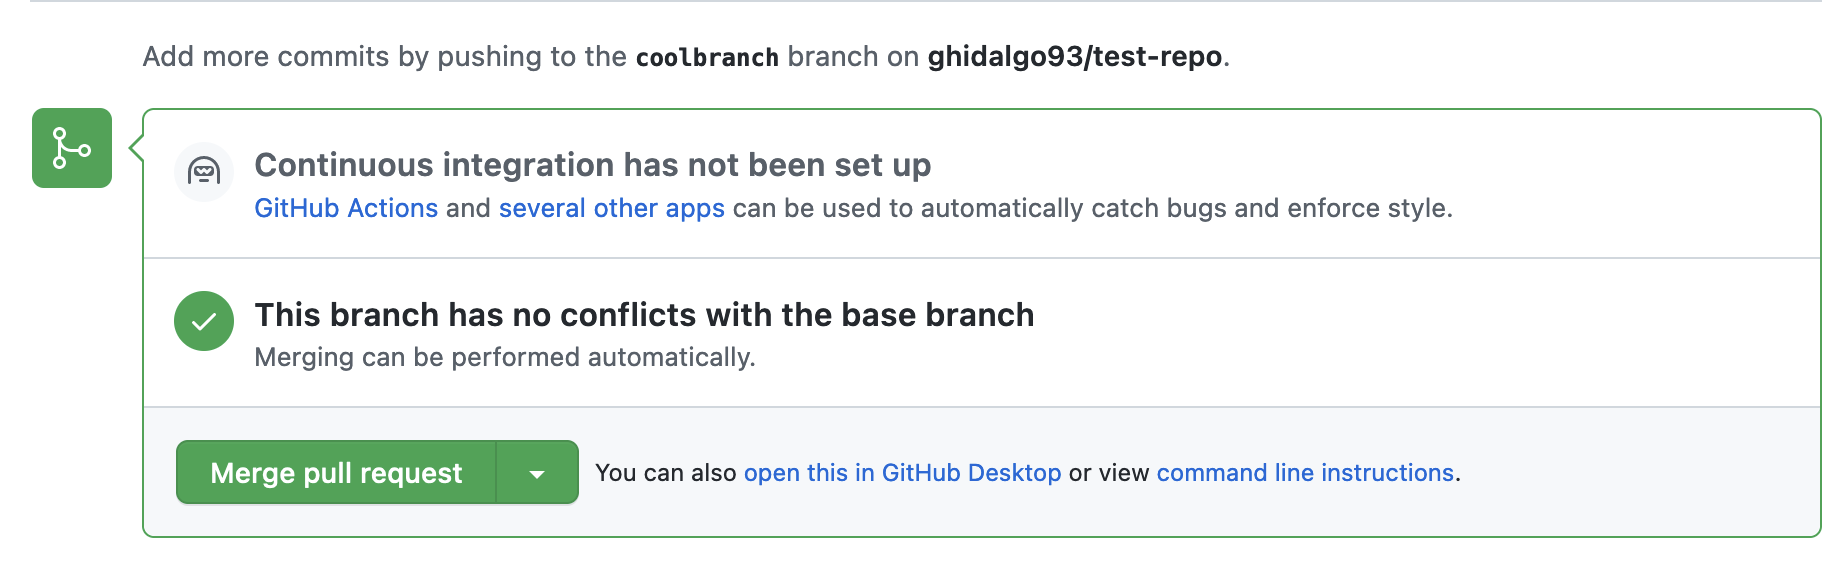 Add more commits by pushing to the coolbranch branch on ghidalgo93/test-repo.
Continuous integration has not been set up
GitHub Actions and several other apps can be used to automatically catch bugs and enforce style.
This branch has no conflicts with the base branch
Merging can be performed automatically.
Merge pull request You can also open this in GitHub Desktop or view command line instructions.